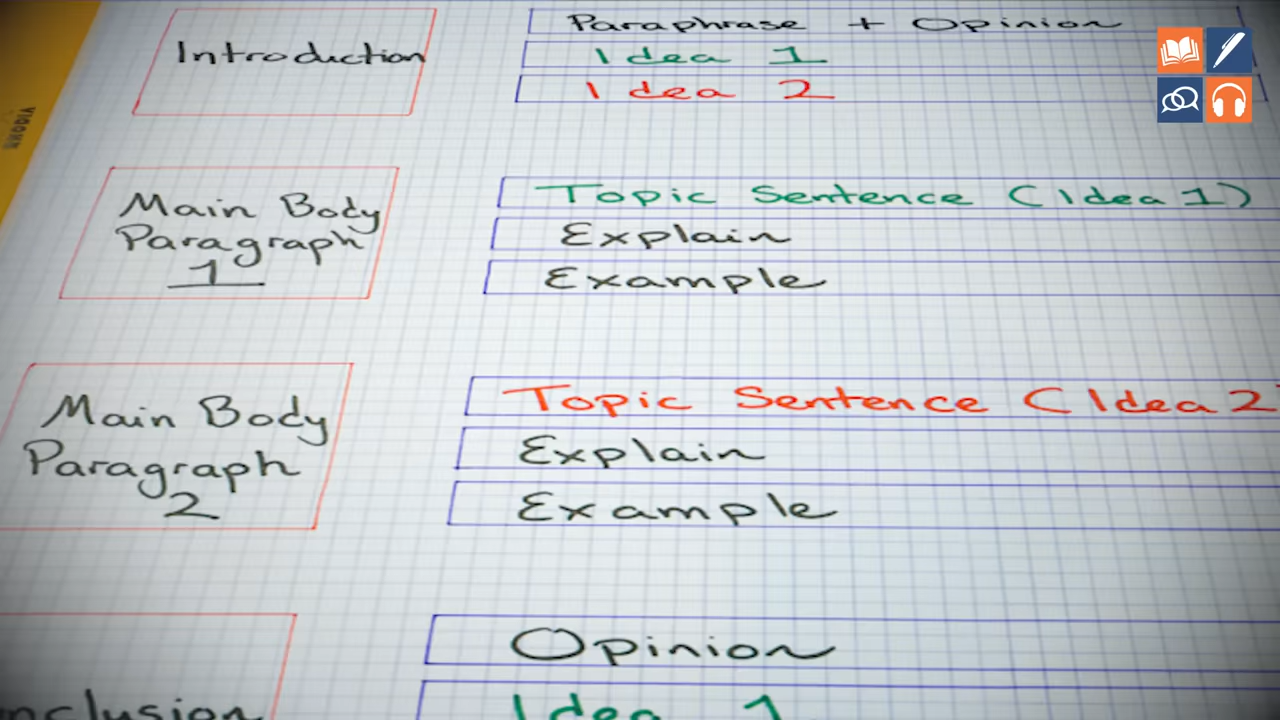 Introduction
Paraphrase + Opinion
Idea 1
Idea 2
Main Body
Paragraph
1
Topic Sentence (Idea 1)
Explain
Example
Main Body
Paragraph
2
Topic Sentence (Idea 2
Explain
Example
nclusion
Opinion
Idea 1